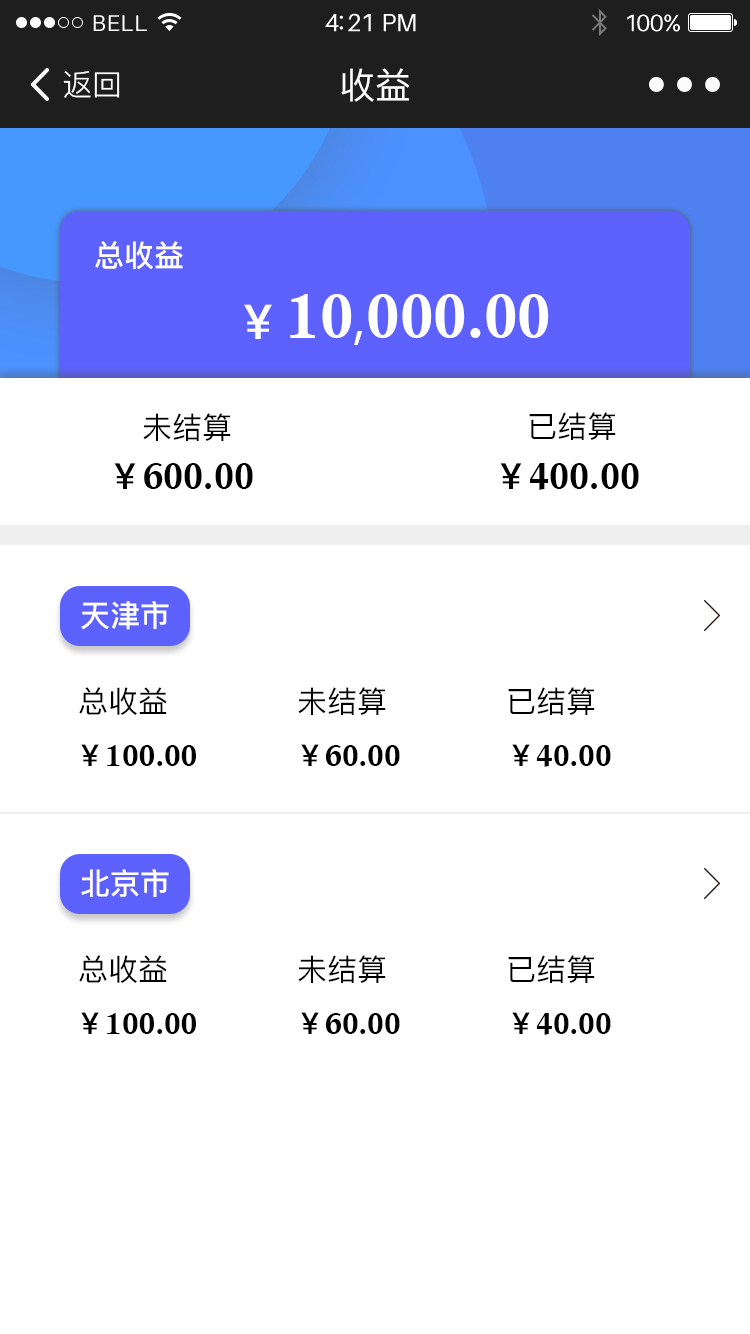 BELL 4:21 PM 100%
返回 收益
总收益
¥ 10,000.00
未结算 已结算
¥600.00 ¥400.00
天津市
总收益 未结算 已结算
¥100.00 ¥60.00 ¥40.00
北京市
总收益 未结算 已结算
¥100.00 ¥60.00 ¥40.00